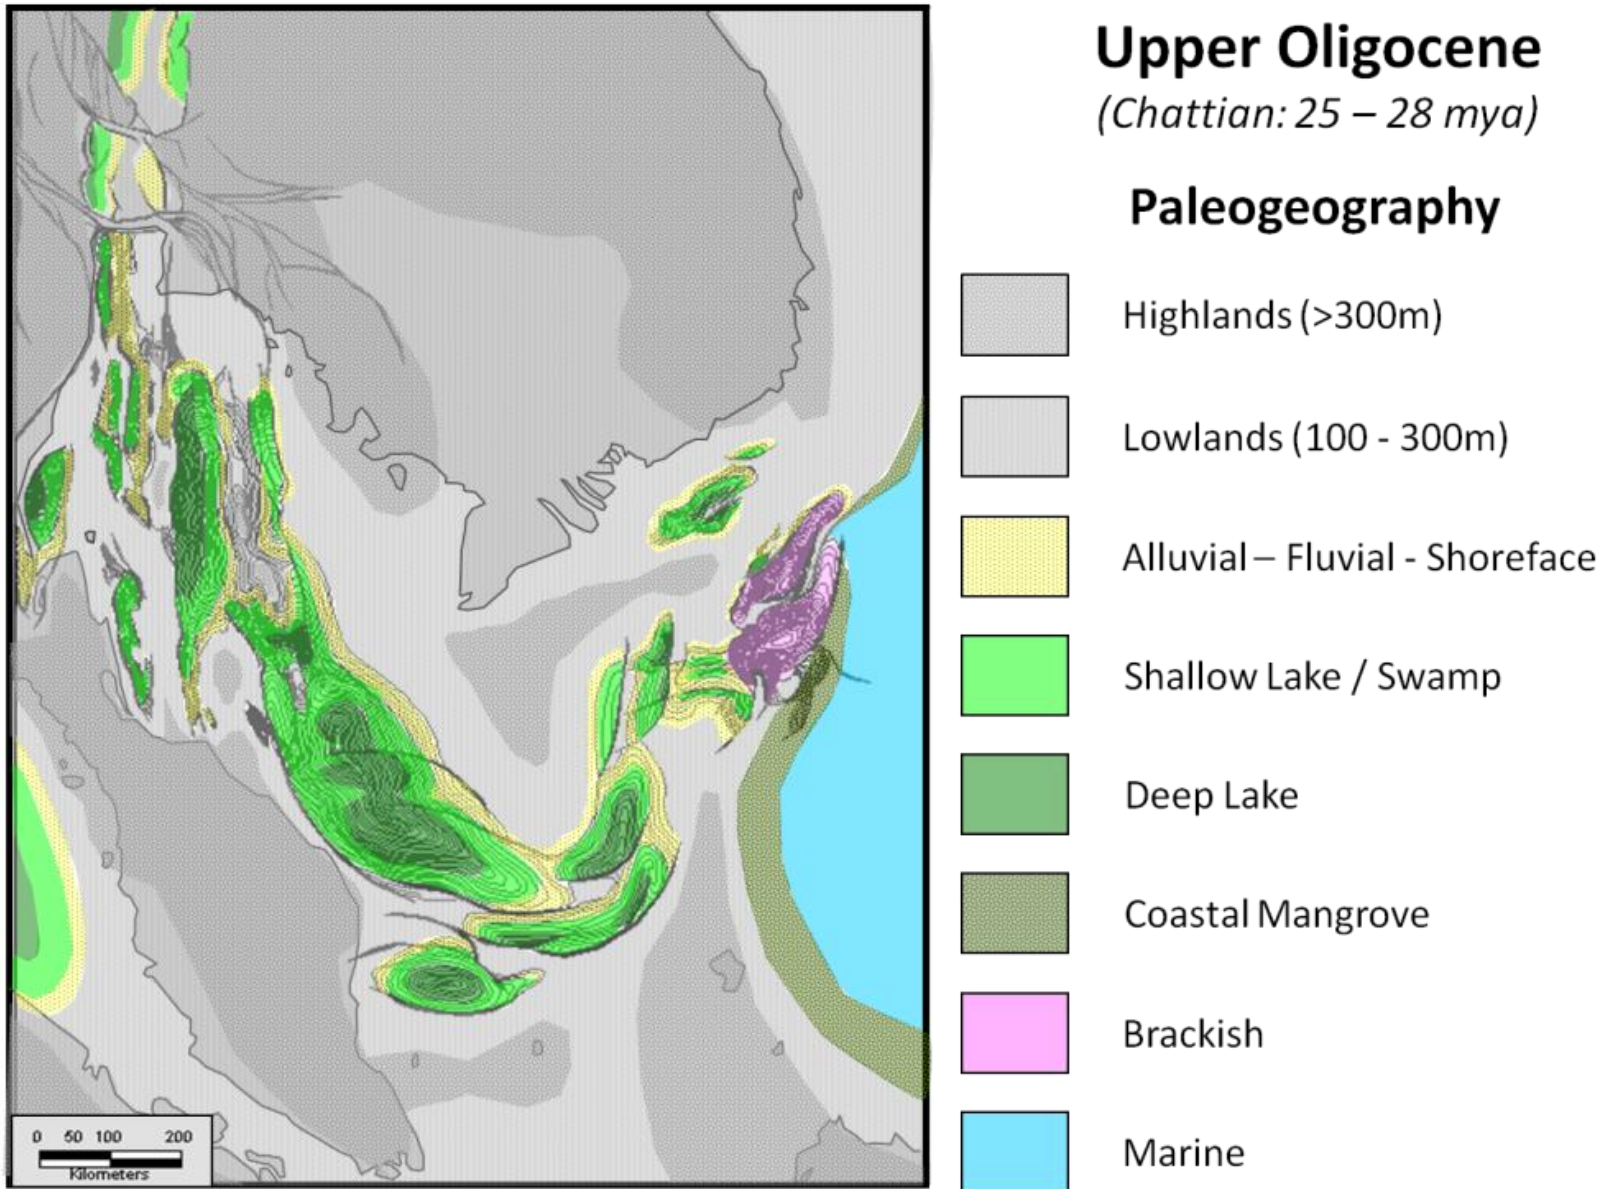 Upper Oligocene
(Chattian: 25 – 28 mya)
Paleogeography
Highlands (>300m)
Lowlands (100 - 300m)
Alluvial – Fluvial - Shoreface
Shallow Lake / Swamp
Deep Lake
Coastal Mangrove
Brackish
Marine
0 50 100 200
Kilometers